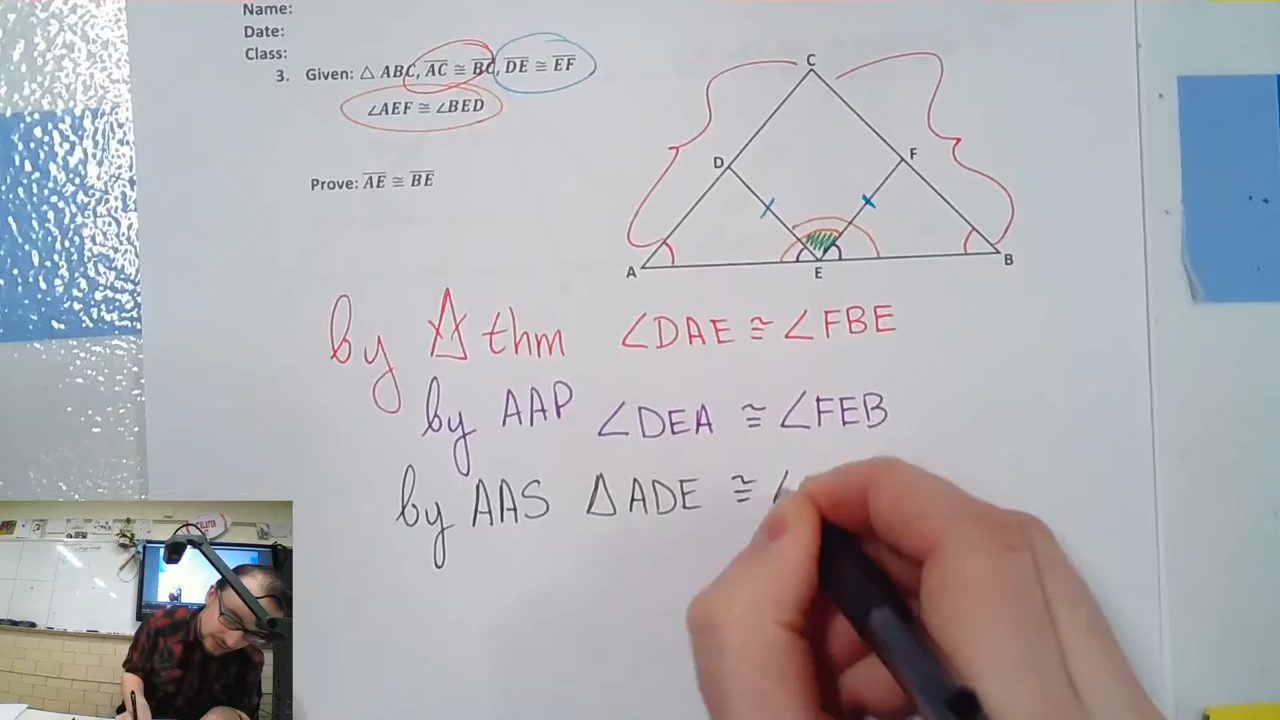 Name:
Date:
Class:
3. Given: △ ABC, AC ≅ BC, DE ≅ EF
∠AEF ≅ ∠BED
Prove: AE ≅ BE
C
D
F
A
E
B
by △ thm ∠DAE ≅ ∠FBE
by AAP ∠DEA ≅ ∠FEB
by AAS △ADE ≅ ∠